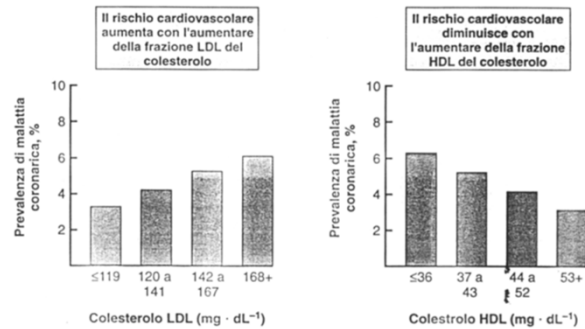 Il rischio cardiovascolare
aumenta con l'aumentare
della frazione LDL del
colesterolo
Prevalenza di malattia
coronarica, %
10
8
6
4
2
≤119
120 a
141
142 a
167
168+
Colesterolo LDL (mg · dL⁻¹)
Il rischio cardiovascolare
diminuisce con
l'aumentare della frazione
HDL del colesterolo
Prevalenza di malattia
coronarica, %
10
8
6
4
2
≤36
37 a
43
44 a
52
53+
Colestrolo HDL (mg · dL⁻¹)